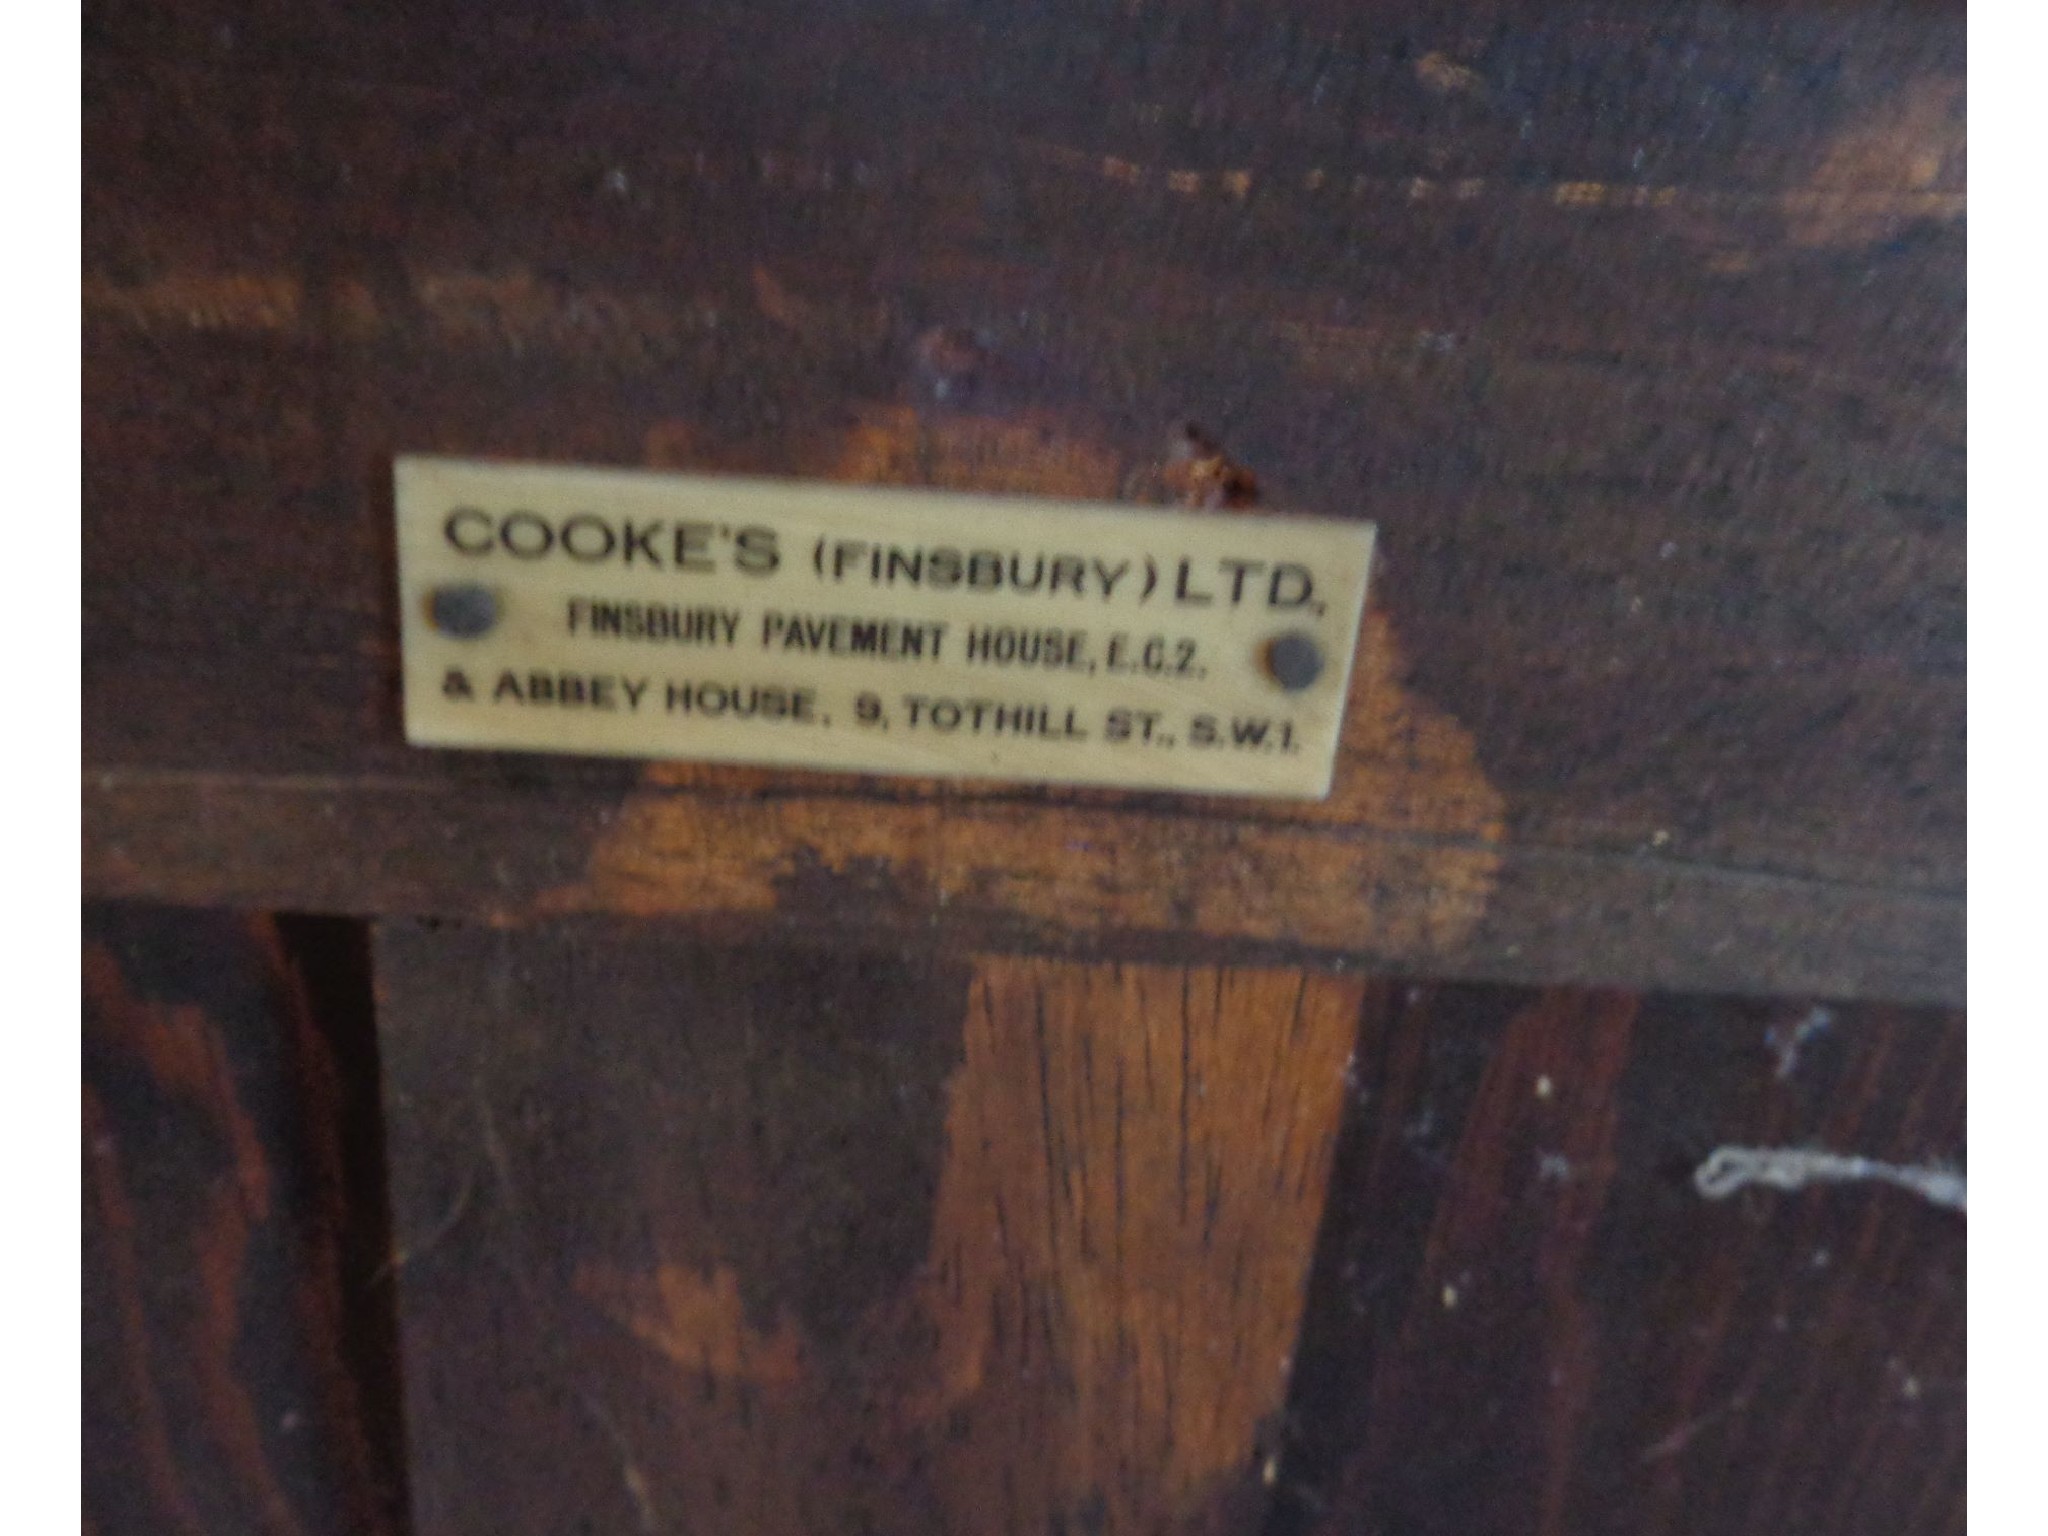 COOKE'S (FINSBURY) LTD.,
FINSBURY PAVEMENT HOUSE, E.C.2.
& ABBEY HOUSE, 9, TOTHILL ST., S.W.1.